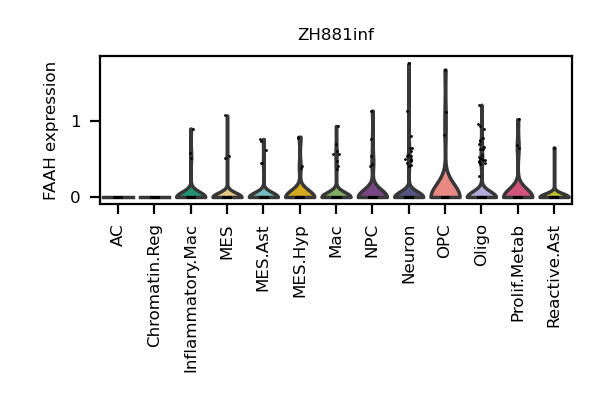 ZH881inf
FAAH expression
1
0
AC
Chromatin.Reg
Inflammatory.Mac
MES
MES.Ast
MES.Hyp
Mac
NPC
Neuron
OPC
Oligo
Prolif.Metab
Reactive.Ast